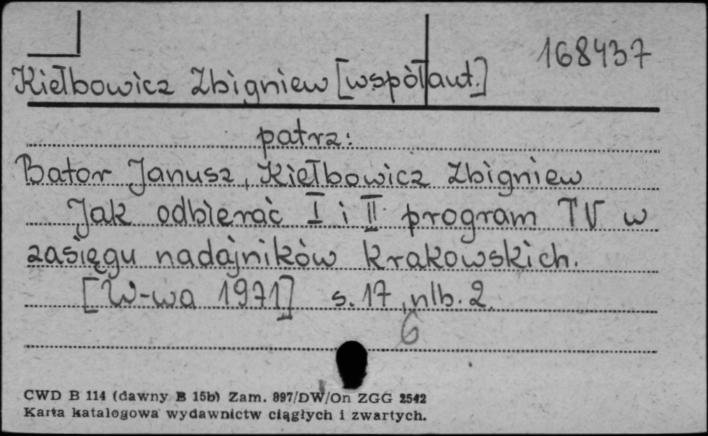 168437
Kiełbowicz Zbigniew [współaut.]
patrz:
Bator Janusz, Kiełbowicz Zbigniew
Jak odbierać I i II program TV w
zasięgu nadajników krakowskich.
[W-wa 1971] s. 17, nlb. 2
6
CWD B 114 (dawny B 15b) Zam. 897/DW/On ZGG 2542
Karta katalogowa wydawnictw ciągłych i zwartych.